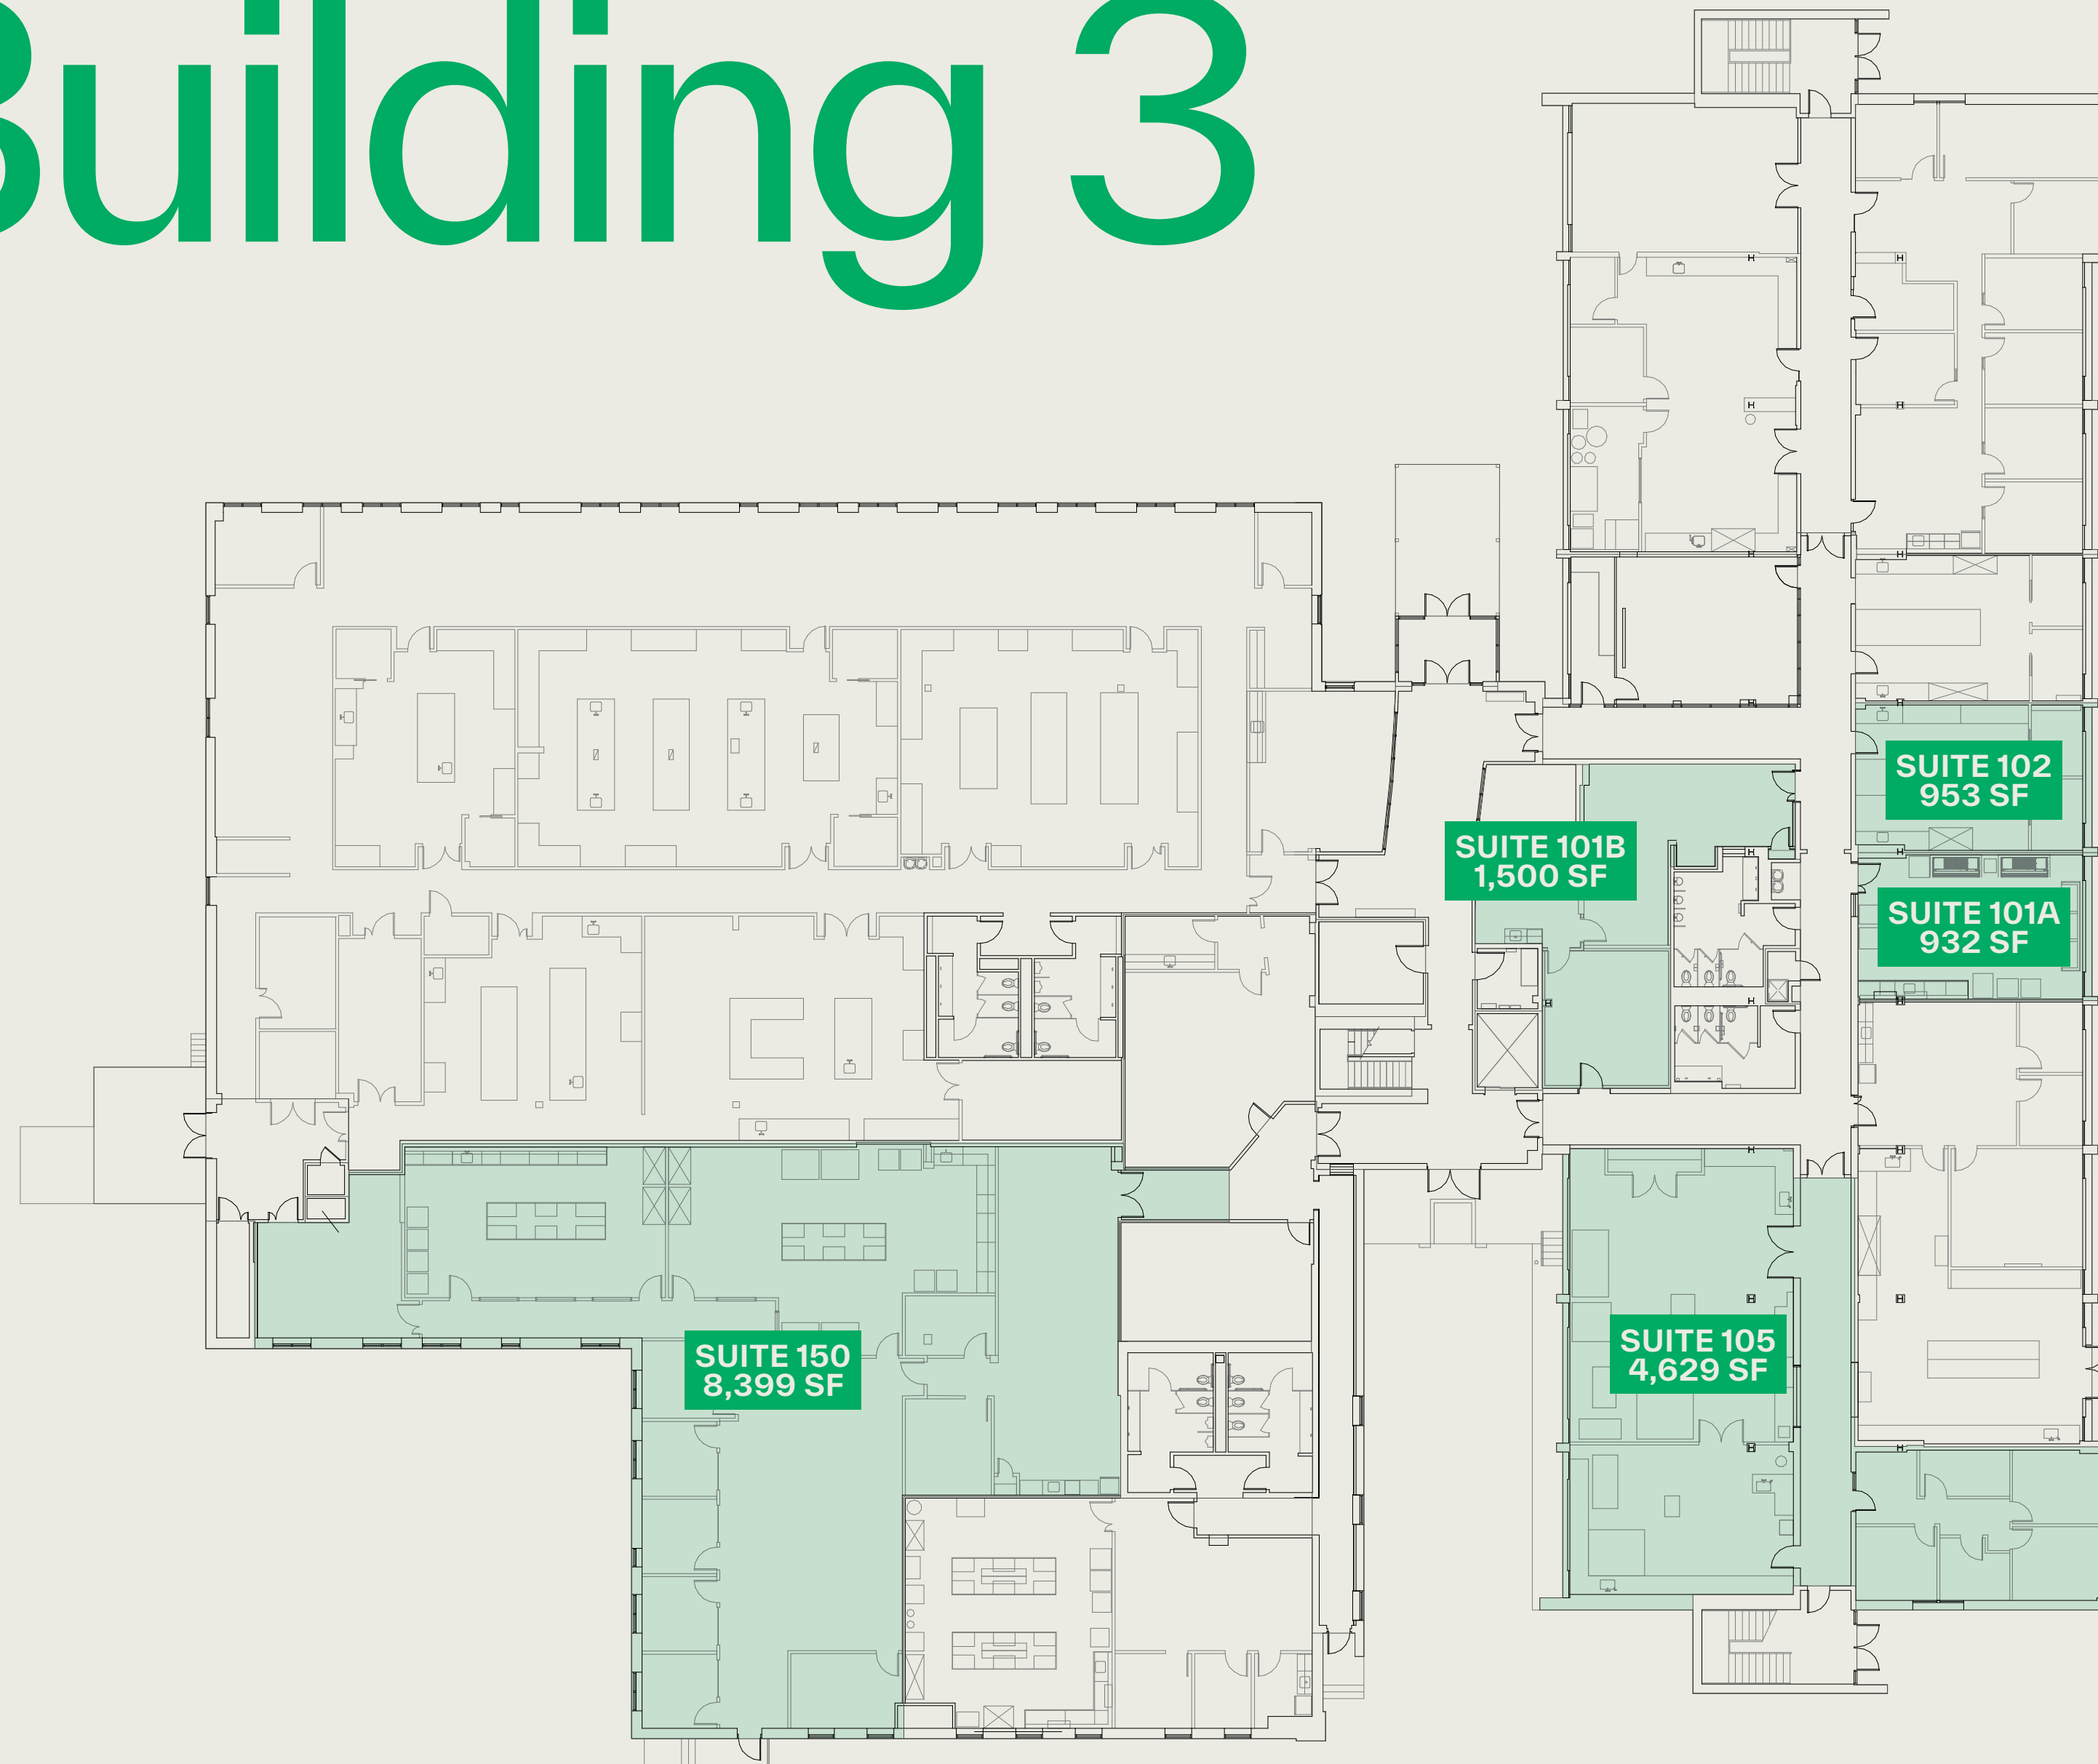 Building 3
SUITE 102
953 SF
SUITE 101B
1,500 SF
SUITE 101A
932 SF
SUITE 150
8,399 SF
SUITE 105
4,629 SF